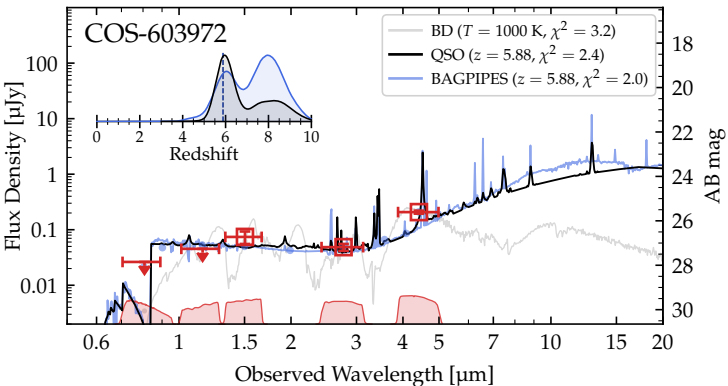 COS-603972
BD (T = 1000 K, χ² = 3.2)
QSO (z = 5.88, χ² = 2.4)
BAGPIPES (z = 5.88, χ² = 2.0)
0 2 4 6 8 10
Redshift
100
10
1
0.1
0.01
Flux Density [μJy]
18
20
22
24
26
28
30
AB mag
0.6 1 1.5 2 3 4 5 7 10 15 20
Observed Wavelength [μm]